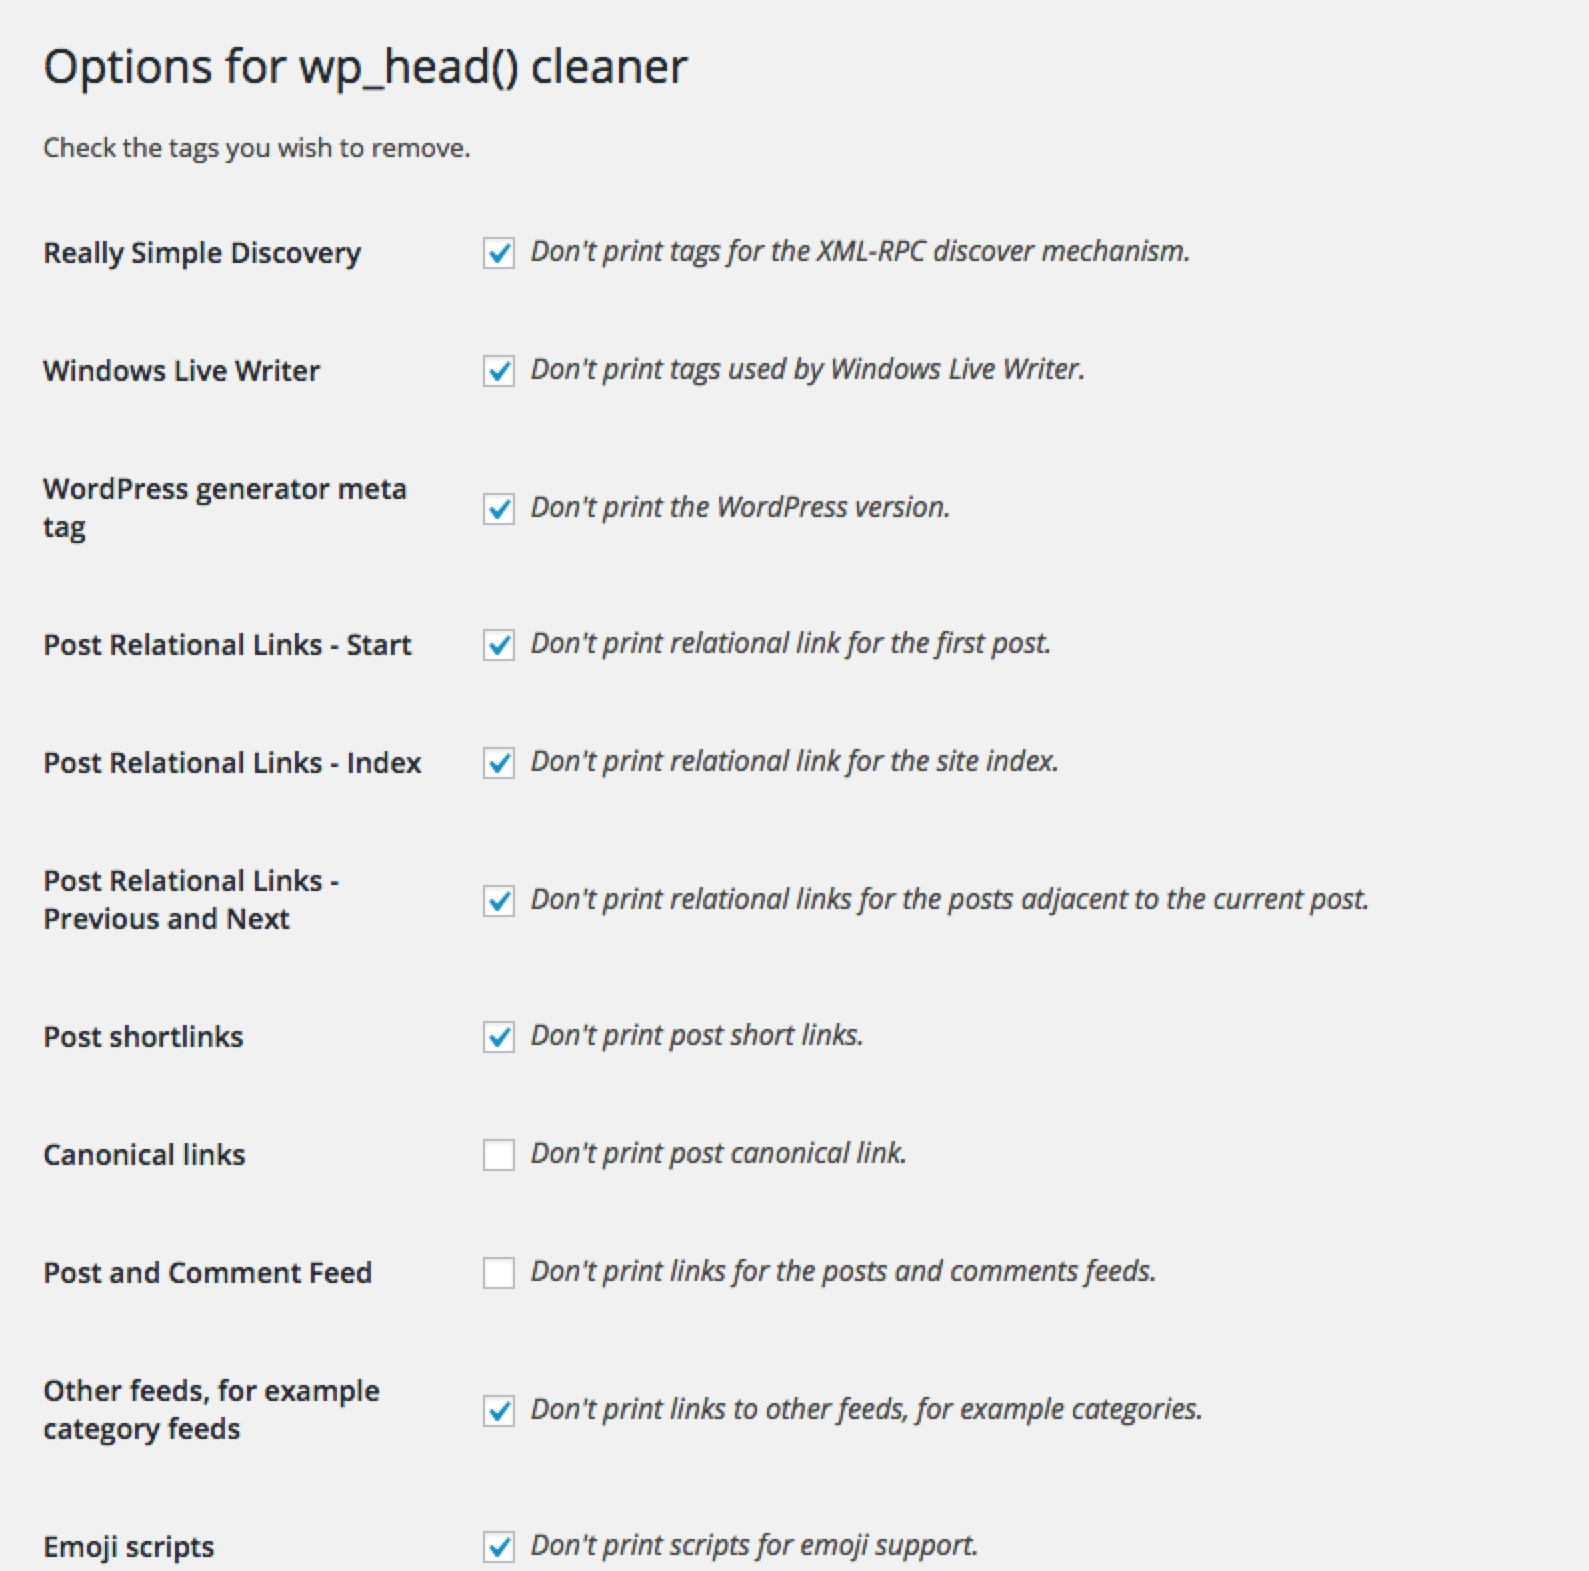 Options for wp_head() cleaner
Check the tags you wish to remove.
Really Simple Discovery Don't print tags for the XML-RPC discover mechanism.
Windows Live Writer Don't print tags used by Windows Live Writer.
WordPress generator meta
tag
Don't print the WordPress version.
Post Relational Links - Start Don't print relational link for the first post.
Post Relational Links - Index Don't print relational link for the site index.
Post Relational Links -
Previous and Next
Don't print relational links for the posts adjacent to the current post.
Post shortlinks Don't print post short links.
Canonical links Don't print post canonical link.
Post and Comment Feed Don't print links for the posts and comments feeds.
Other feeds, for example
category feeds
Don't print links to other feeds, for example categories.
Emoji scripts Don't print scripts for emoji support.